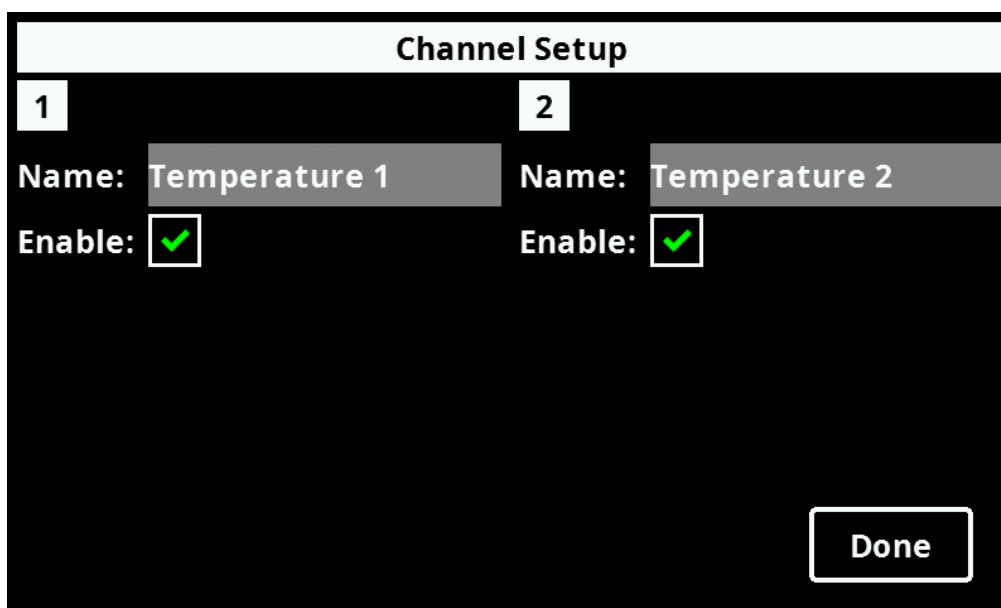 Channel Setup
1
Name: Temperature 1
Enable:
2
Name: Temperature 2
Enable:
Done